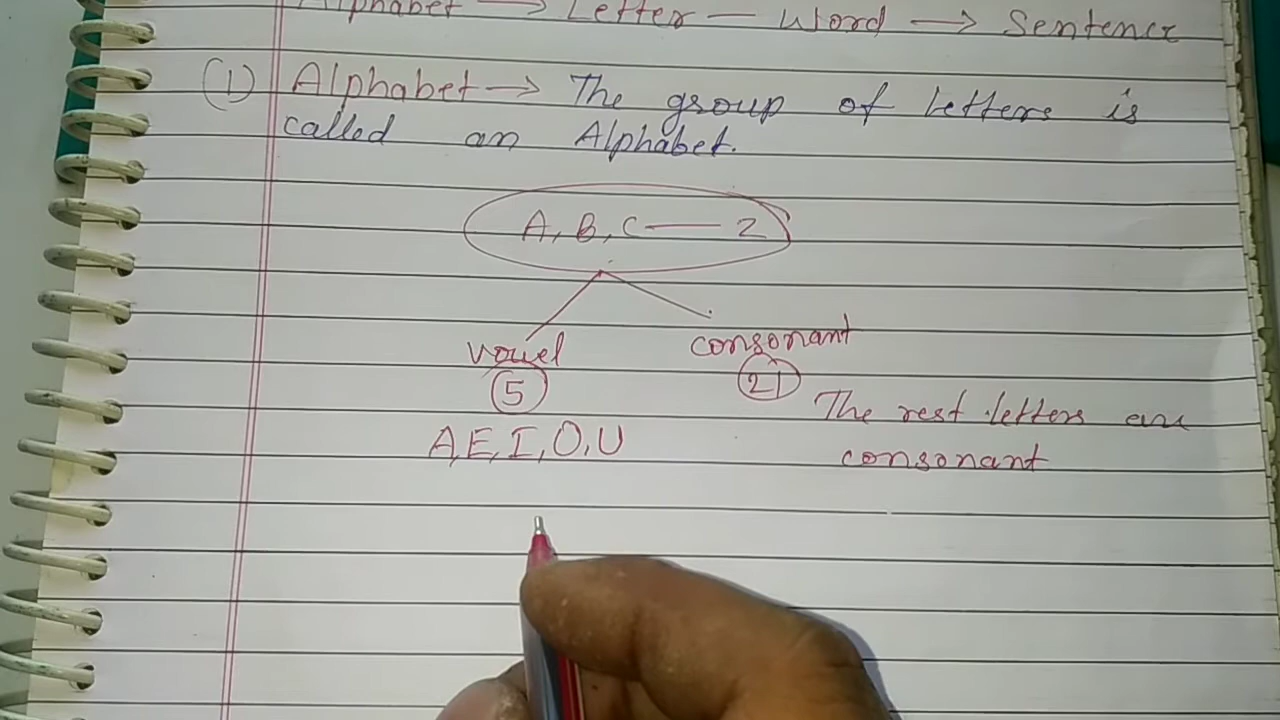 Alphabet → Letter — Word → Sentence
(1) Alphabet → The group of letters is
called an Alphabet.
A, B, C — Z
vowel
consonant
5
21
A, E, I, O, U
The rest letters are
consonant